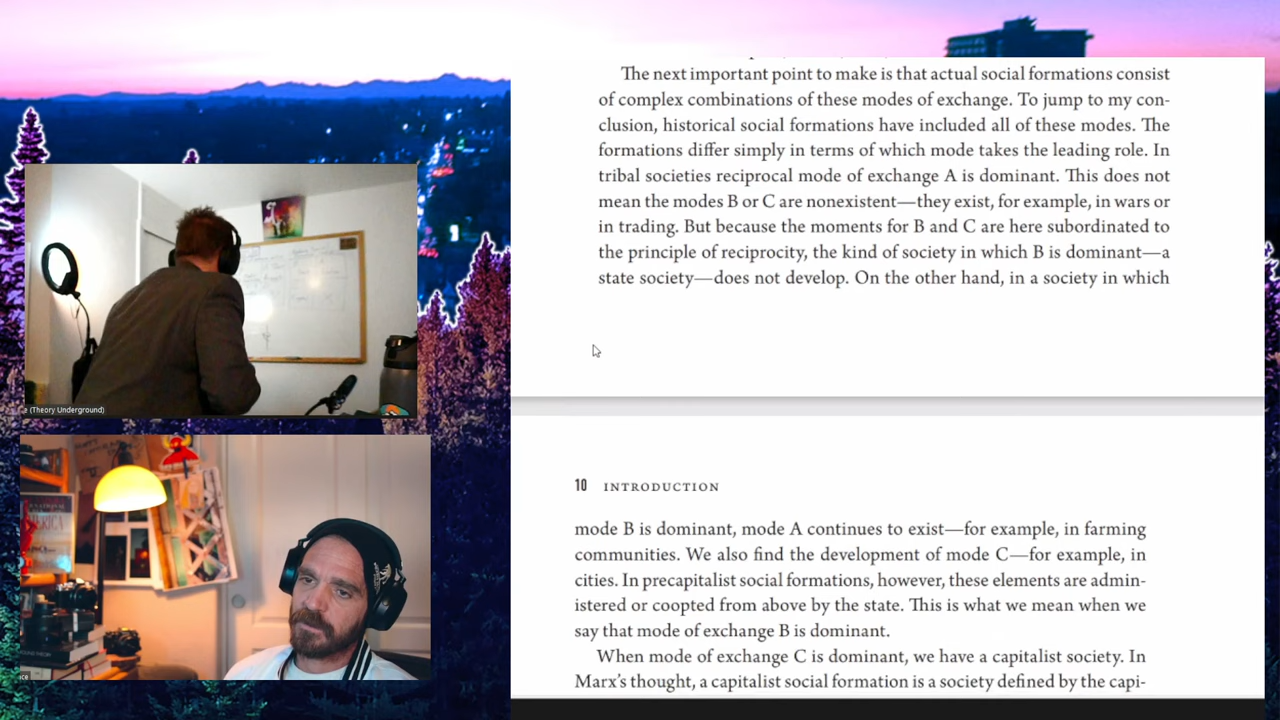 The next important point to make is that actual social formations consist
of complex combinations of these modes of exchange. To jump to my con-
clusion, historical social formations have included all of these modes. The
formations differ simply in terms of which mode takes the leading role. In
tribal societies reciprocal mode of exchange A is dominant. This does not
mean the modes B or C are nonexistent—they exist, for example, in wars or
in trading. But because the moments for B and C are here subordinated to
the principle of reciprocity, the kind of society in which B is dominant—a
state society—does not develop. On the other hand, in a society in which
10 INTRODUCTION
mode B is dominant, mode A continues to exist—for example, in farming
communities. We also find the development of mode C—for example, in
cities. In precapitalist social formations, however, these elements are admin-
istered or coopted from above by the state. This is what we mean when we
say that mode of exchange B is dominant.
When mode of exchange C is dominant, we have a capitalist society. In
Marx's thought, a capitalist social formation is a society defined by the capi-
(Theory Underground)